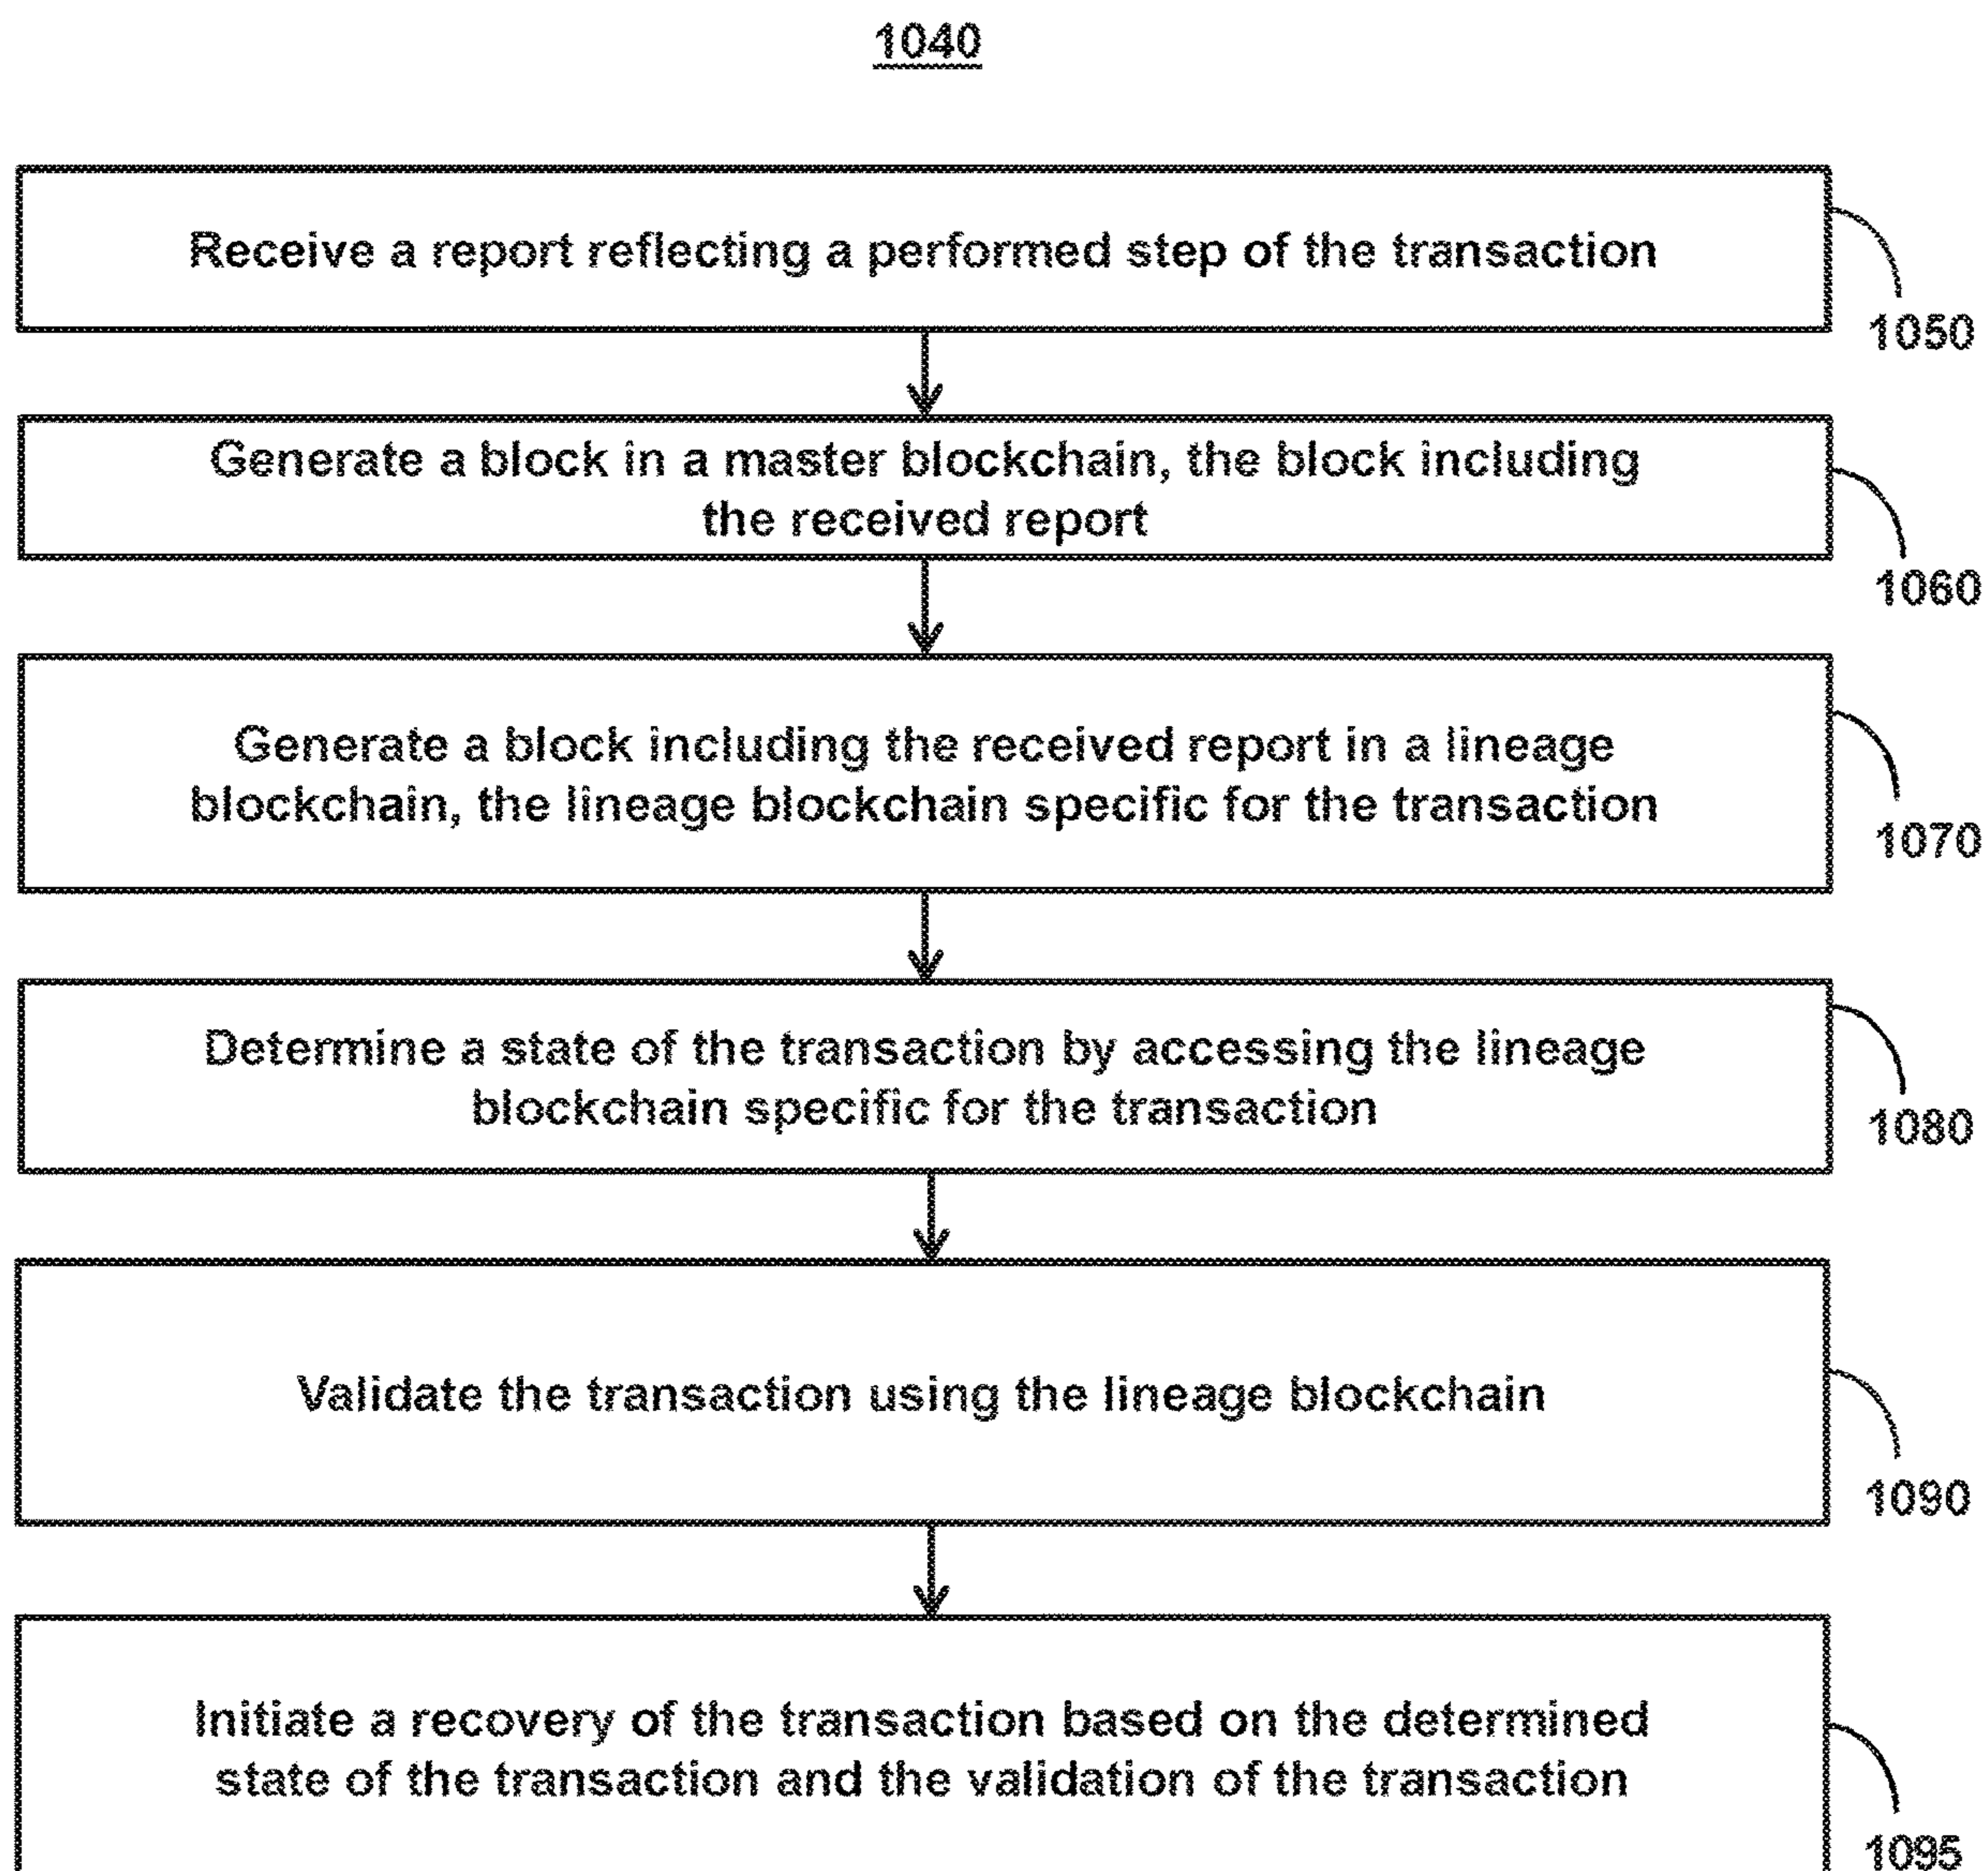 1040
Receive a report reflecting a performed step of the transaction
1050
Generate a block in a master blockchain, the block including
the received report
1060
Generate a block including the received report in a lineage
blockchain, the lineage blockchain specific for the transaction
1070
Determine a state of the transaction by accessing the lineage
blockchain specific for the transaction
1080
Validate the transaction using the lineage blockchain
1090
Initiate a recovery of the transaction based on the determined
state of the transaction and the validation of the transaction
1095